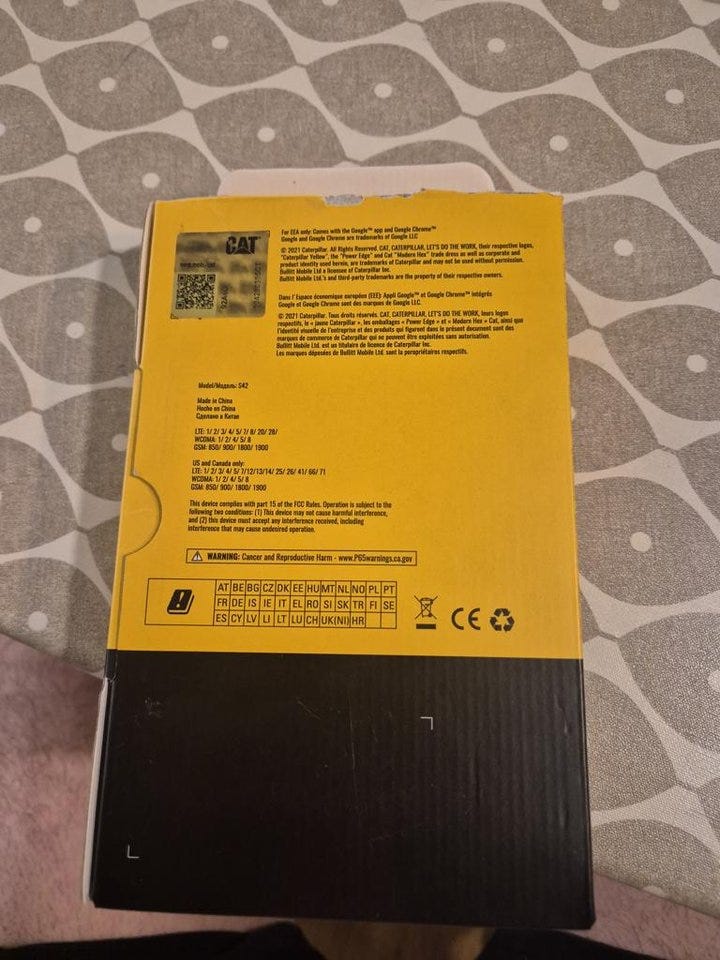 CAT
For EEA only: Comes with the Google™ app and Google Chrome™
Google and Google Chrome are trademarks of Google LLC
© 2021 Caterpillar. All Rights Reserved. CAT, CATERPILLAR, LET'S DO THE WORK, their respective logos,
"Caterpillar Yellow", the "Power Edge" and Cat "Modern Hex" trade dress as well as corporate and
product identity used herein, are trademarks of Caterpillar and may not be used without permission.
Bullitt Mobile Ltd a licensee of Caterpillar Inc.
Bullitt Mobile Ltd.'s and third-party trademarks are the property of their respective owners.
Dans l' Espace économique européen (EEE): Appli Google™ et Google Chrome™ intégrés
Google et Google Chrome sont des marques de Google LLC.
© 2021 Caterpillar. Tous droits réservés. CAT, CATERPILLAR, LET'S DO THE WORK, leurs logos
respectifs, le « jaune Caterpillar », les emballages « Power Edge » et « Modern Hex » Cat, ainsi que
l'identité visuelle de l'entreprise et des produits qui figurent dans le présent document sont des
marques de commerce de Caterpillar qui ne peuvent être exploitées sans autorisation.
Bullitt Mobile Ltd. est un titulaire de licence de Caterpillar Inc.
Les marques déposées de Bullitt Mobile Ltd. sont la propriétaires respectifs.
Model/Модель: S42
Made in China
Hecho en China
Сделано в Китае
LTE: 1/ 2/ 3/ 4/ 5/ 7/ 8/ 20/ 28/
WCDMA: 1/ 2/ 4/ 5/ 8
GSM: 850/ 900/ 1800/ 1900
US and Canada only:
LTE: 1/ 2/ 3/ 4/ 5/ 7/12/13/14/ 25/ 26/ 41/ 66/ 71
WCDMA: 1/ 2/ 4/ 5/ 8
GSM: 850/ 900/ 1800/ 1900
This device complies with part 15 of the FCC Rules. Operation is subject to the
following two conditions: (1) This device may not cause harmful interference,
and (2) this device must accept any interference received, including
interference that may cause undesired operation.
WARNING: Cancer and Reproductive Harm - www.P65warnings.ca.gov
AT BE BG CZ DK EE HU MT NL NO PL PT
FR DE IS IE IT EL RO SI SK TR FI SE
ES CY LV LI LT LU CH UK(NI) HR
CE